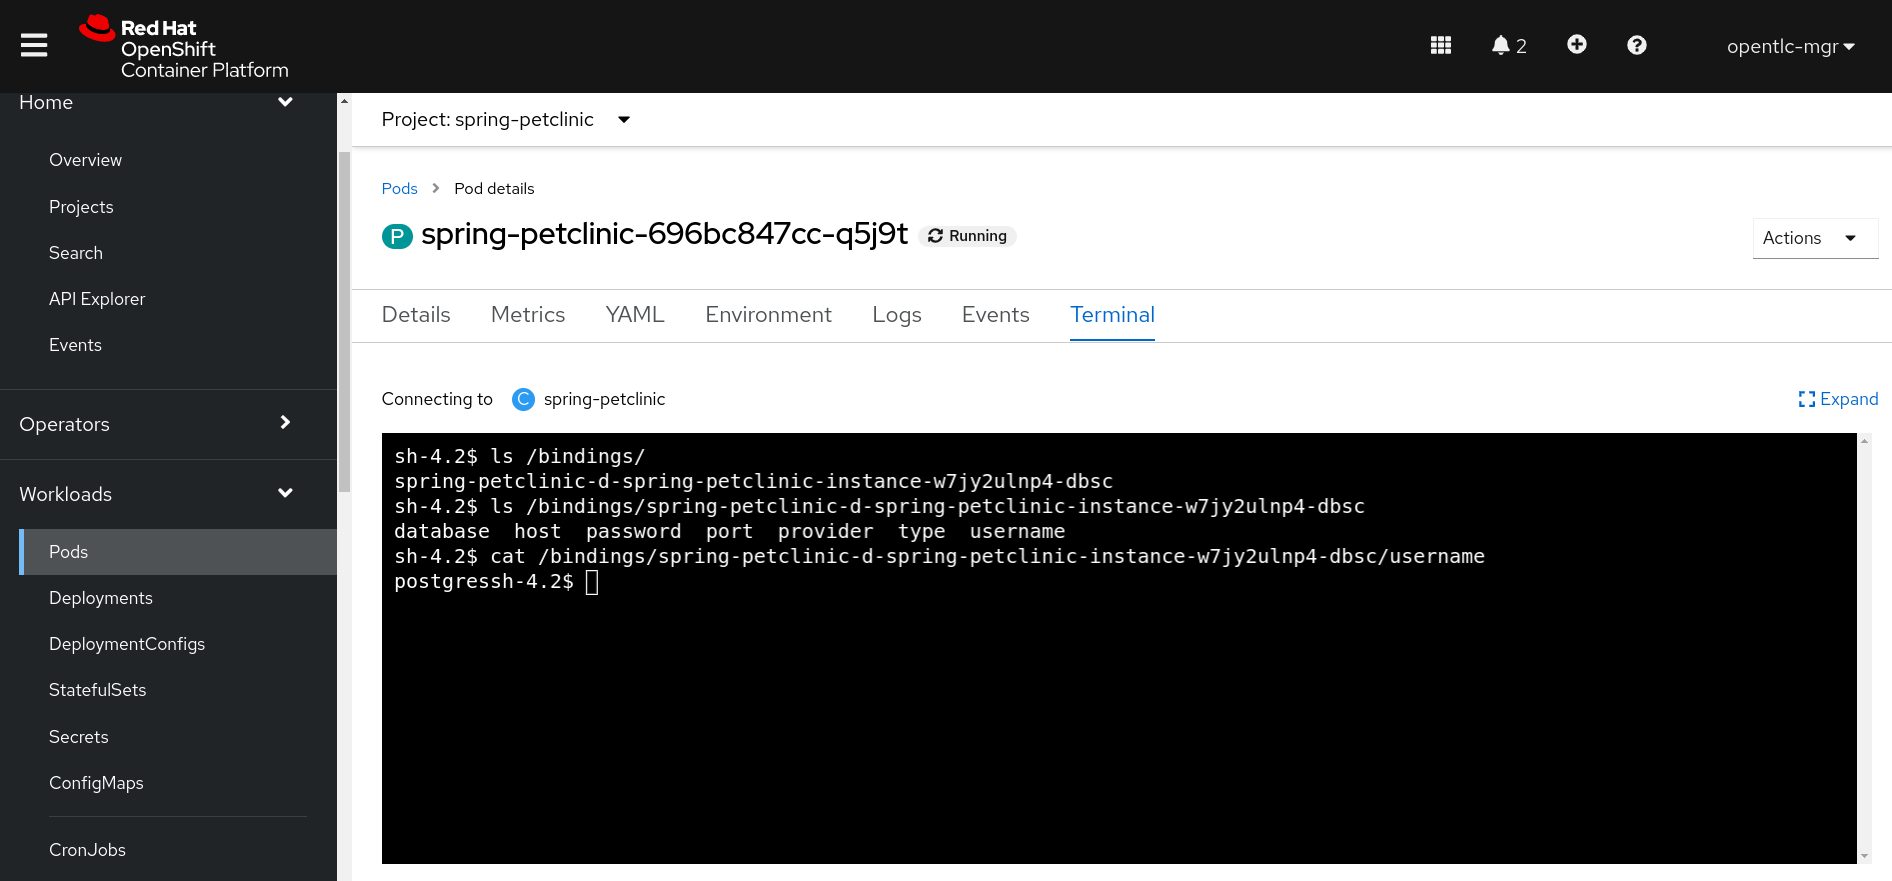 Red Hat
OpenShift
Container Platform
2
opentlc-mgr
Home
Overview
Projects
Search
API Explorer
Events
Operators
Workloads
Pods
Deployments
DeploymentConfigs
StatefulSets
Secrets
ConfigMaps
CronJobs
Project: spring-petclinic
Pods Pod details
P spring-petclinic-696bc847cc-q5j9t Running
Actions
Details Metrics YAML Environment Logs Events Terminal
Connecting to C spring-petclinic
Expand
sh-4.2$ ls /bindings/
spring-petclinic-d-spring-petclinic-instance-w7jy2ulnp4-dbsc
sh-4.2$ ls /bindings/spring-petclinic-d-spring-petclinic-instance-w7jy2ulnp4-dbsc
database host password port provider type username
sh-4.2$ cat /bindings/spring-petclinic-d-spring-petclinic-instance-w7jy2ulnp4-dbsc/username
postgressh-4.2$